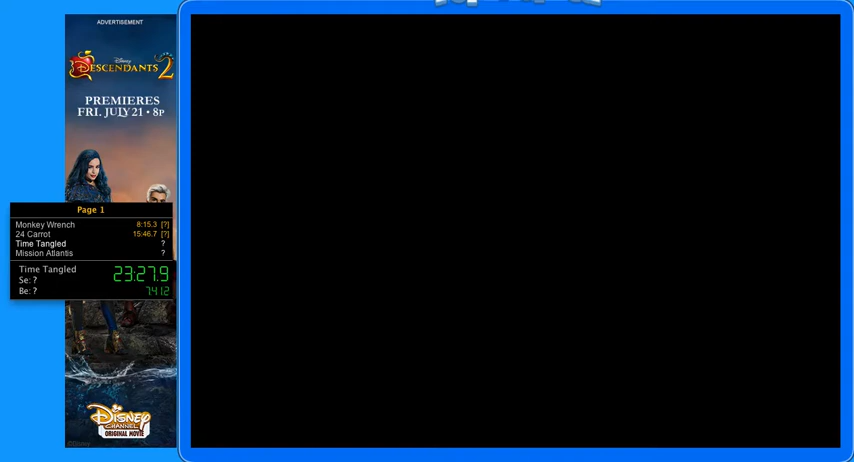 ADVERTISEMENT
Disney
DESCENDANTS 2
PREMIERES
FRI. JULY 21 • 8P
Page 1
Monkey Wrench 8:15.3 [?]
24 Carrot 15:46.7 [?]
Time Tangled ?
Mission Atlantis ?
Time Tangled 23:27.9
Se: ?
Be: ? 7:41.2
Disney
CHANNEL
ORIGINAL MOVIE
©Disney